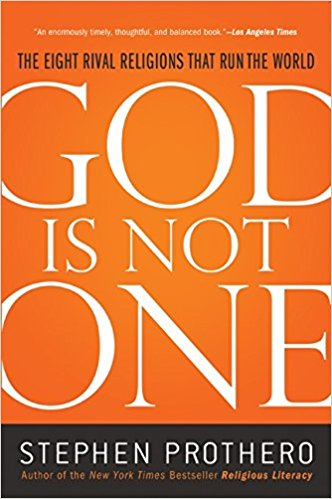 "An enormously timely, thoughtful, and balanced book."—Los Angeles Times
THE EIGHT RIVAL RELIGIONS THAT RUN THE WORLD
GOD
IS NOT
ONE
STEPHEN PROTHERO
Author of the New York Times Bestseller Religious Literacy